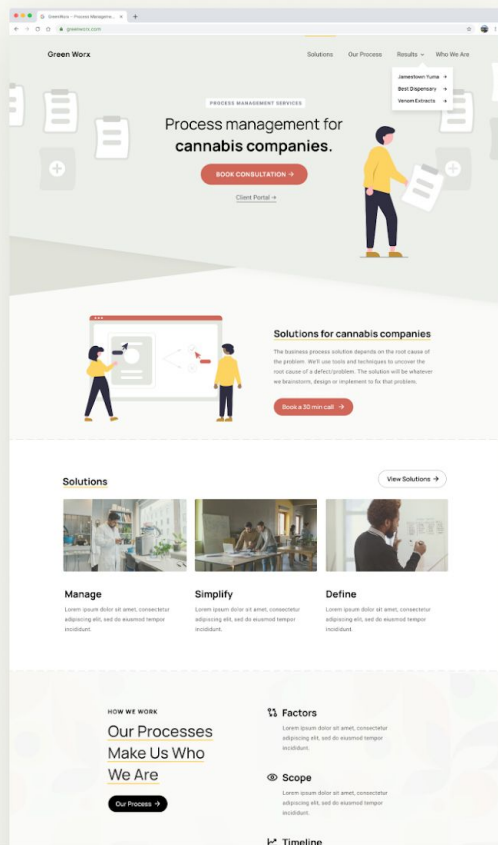 GreenWorx - Process Manageme...
greenworx.com
Green Worx
Solutions
Our Process
Results
Who We Are
Jamestown Yuma →
Best Dispensary →
Venom Extracts →
PROCESS MANAGEMENT SERVICES
Process management for
cannabis companies.
BOOK CONSULTATION →
Client Portal →
Solutions for cannabis companies
The business process solution depends on the root cause of
the problem. We'll use tools and techniques to uncover the
root cause of a defect/problem. The solution will be whatever
we brainstorm, design or implement to fix that problem.
Book a 30 min call →
Solutions
View Solutions →
Manage
Lorem ipsum dolor sit amet, consectetur
adipiscing elit, sed do eiusmod tempor
incididunt.
Simplify
Lorem ipsum dolor sit amet, consectetur
adipiscing elit, sed do eiusmod tempor
incididunt.
Define
Lorem ipsum dolor sit amet, consectetur
adipiscing elit, sed do eiusmod tempor
incididunt.
HOW WE WORK
Our Processes
Make Us Who
We Are
Our Process →
Factors
Lorem ipsum dolor sit amet, consectetur
adipiscing elit, sed do eiusmod tempor
incididunt.
Scope
Lorem ipsum dolor sit amet, consectetur
adipiscing elit, sed do eiusmod tempor
incididunt.
Timeline